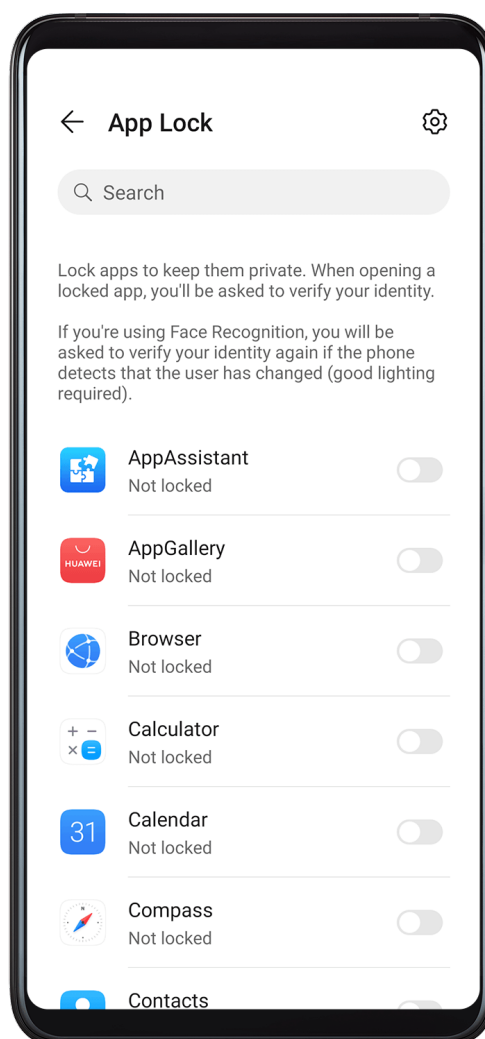 App Lock
Search
Lock apps to keep them private. When opening a
locked app, you'll be asked to verify your identity.
If you're using Face Recognition, you will be
asked to verify your identity again if the phone
detects that the user has changed (good lighting
required).
AppAssistant
Not locked
HUAWEI
AppGallery
Not locked
Browser
Not locked
+ −
× =
Calculator
Not locked
31
Calendar
Not locked
N
Compass
Not locked
Contacts